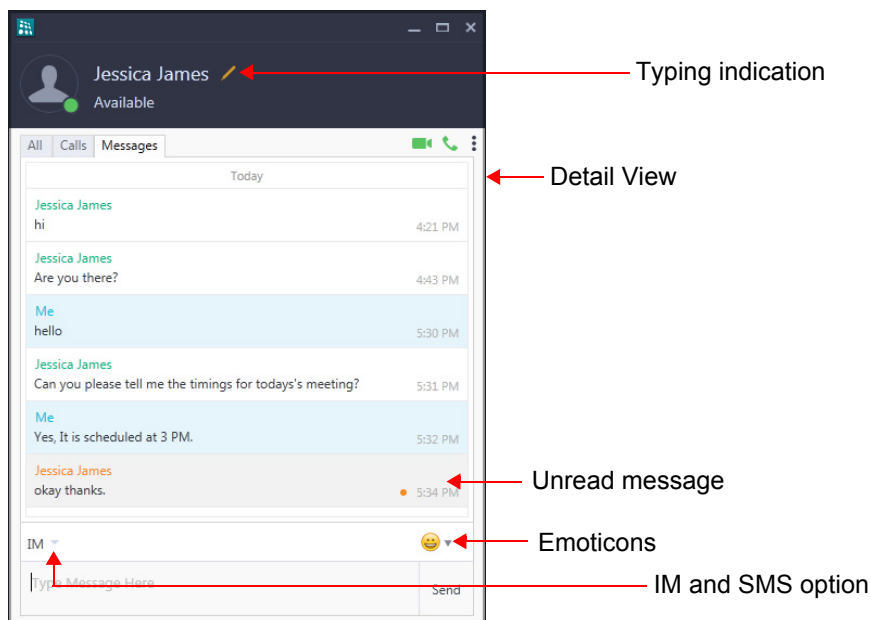 Jessica James
Typing indication
Available
All Calls Messages
Today
Detail View
Jessica James
hi
4:21 PM
Jessica James
Are you there?
4:43 PM
Me
hello
5:30 PM
Jessica James
Can you please tell me the timings for todays's meeting?
5:31 PM
Me
Yes, It is scheduled at 3 PM.
5:32 PM
Jessica James
okay thanks.
5:34 PM
Unread message
IM
Emoticons
Type Message Here
Send
IM and SMS option